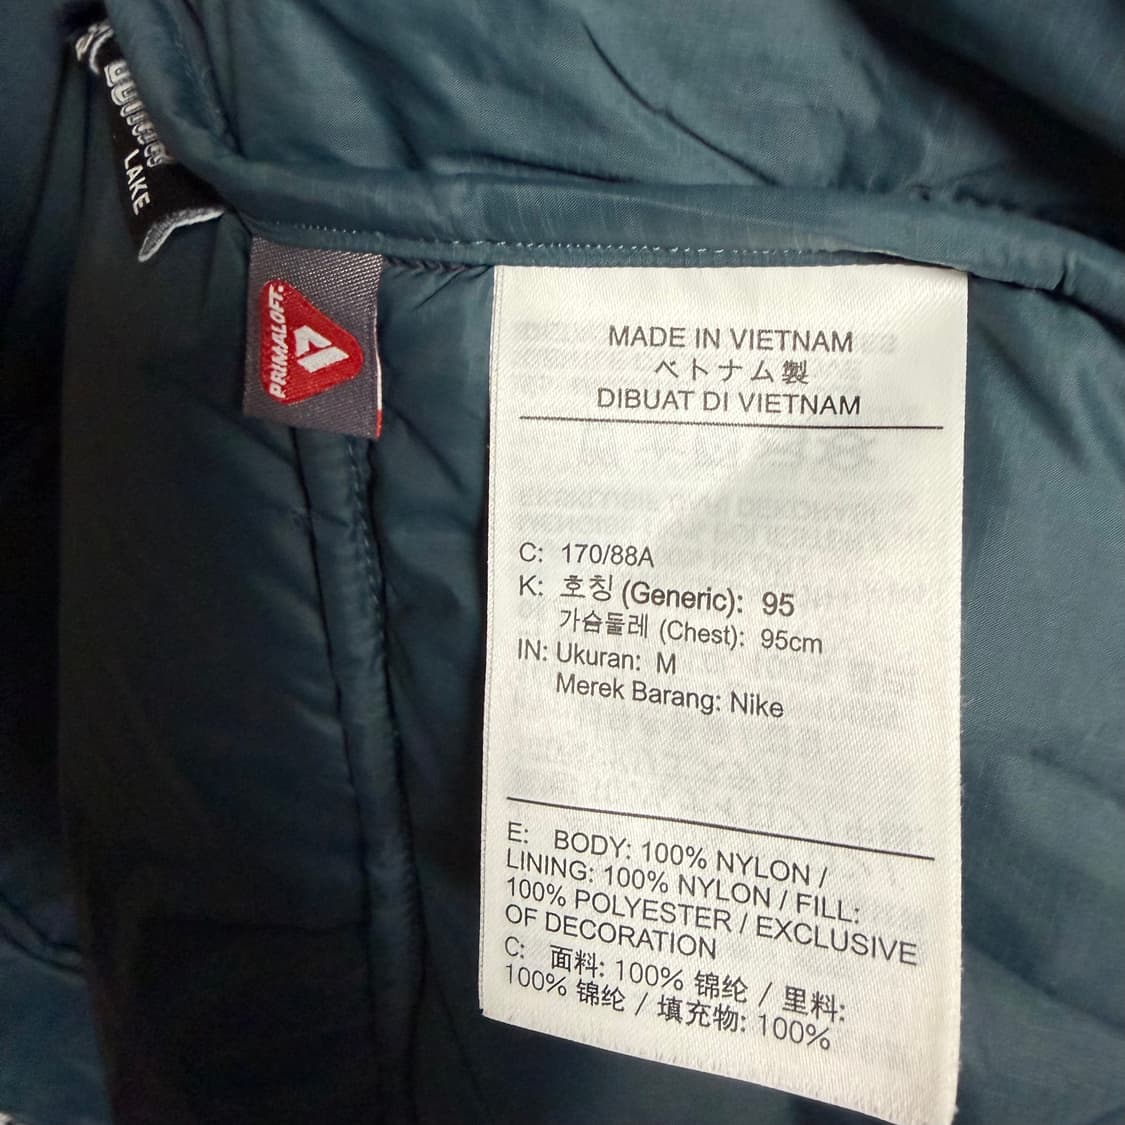 LAKE
PRIMALOFT®
MADE IN VIETNAM
ベトナム製
DIBUAT DI VIETNAM
C: 170/88A
K: 호칭 (Generic): 95
가슴둘레 (Chest): 95cm
IN: Ukuran: M
Merek Barang: Nike
E: BODY: 100% NYLON /
LINING: 100% NYLON / FILL:
100% POLYESTER / EXCLUSIVE
OF DECORATION
C: 面料: 100% 锦纶 / 里料:
100% 锦纶 / 填充物: 100%